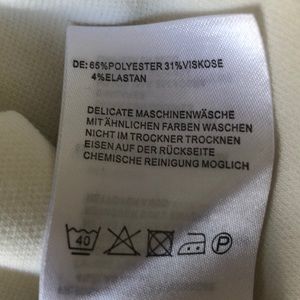 DE: 65%POLYESTER 31%VISKOSE
4%ELASTAN
DELICATE MASCHINENWÄSCHE
MIT ÄHNLICHEN FARBEN WASCHEN
NICHT IM TROCKNER TROCKNEN
EISEN AUF DER RÜCKSEITE
CHEMISCHE REINIGUNG MOGLICH
40
P